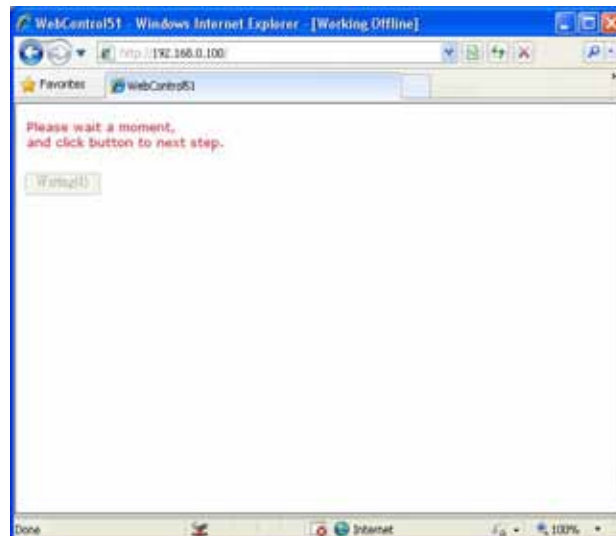 WebControl51 - Windows Internet Explorer - [Working Offline]
http://192.168.0.100/
Favorites WebControl51
Please wait a moment,
and click button to next step.
Done Internet 100%